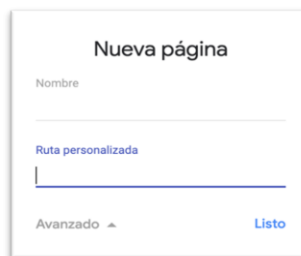 Nueva página
Nombre
Ruta personalizada
Avanzado
Listo